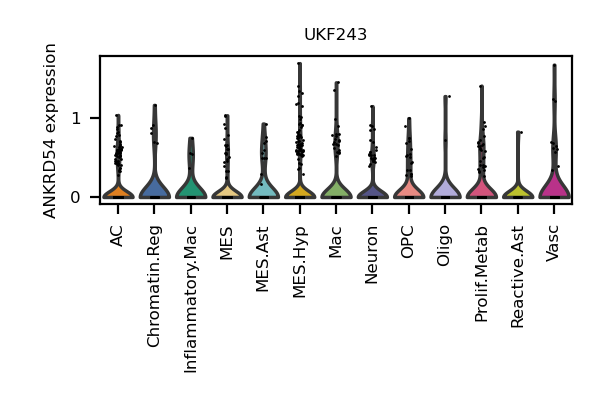 UKF243
ANKRD54 expression
1
0
AC
Chromatin.Reg
Inflammatory.Mac
MES
MES.Ast
MES.Hyp
Mac
Neuron
OPC
Oligo
Prolif.Metab
Reactive.Ast
Vasc